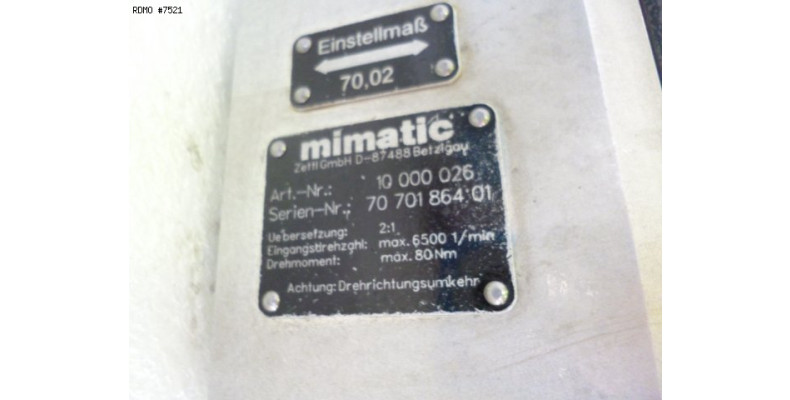 RDMO #7521
Einstellmaß
70,02
mimatic
Zettl GmbH D-87488 Betzigau
Art.-Nr.: 10 000 026
Serien-Nr.: 70 701 864 01
Uebersetzung: 2:1
Eingangsdrehzahl: max. 6500 1/min
Drehmoment: max. 80 Nm
Achtung: Drehrichtungsumkehr